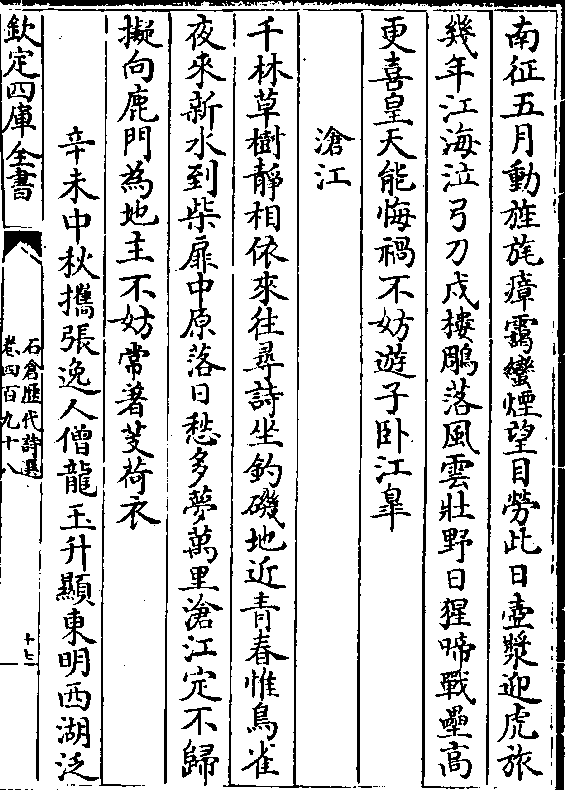 南征五月動旌旄瘴靄蠻煙望目勞此日壺漿迎虎旅
幾年江海泣弓刀戍樓鵰落風雲壯野日猩啼戰壘高
更喜皇天能悔禍不妨遊子卧江臯
滄江
千林草樹靜相依來往尋詩坐釣磯地近青春惟鳥雀
夜來新水到柴扉中原落日愁多夢萬里滄江定不歸
擬向鹿門為地主不妨常著芰荷衣
辛未中秋攜張逸人僧龍玉升顯東明西湖泛
欽定四庫全書
石倉歷代詩選
卷四百九十八
十七